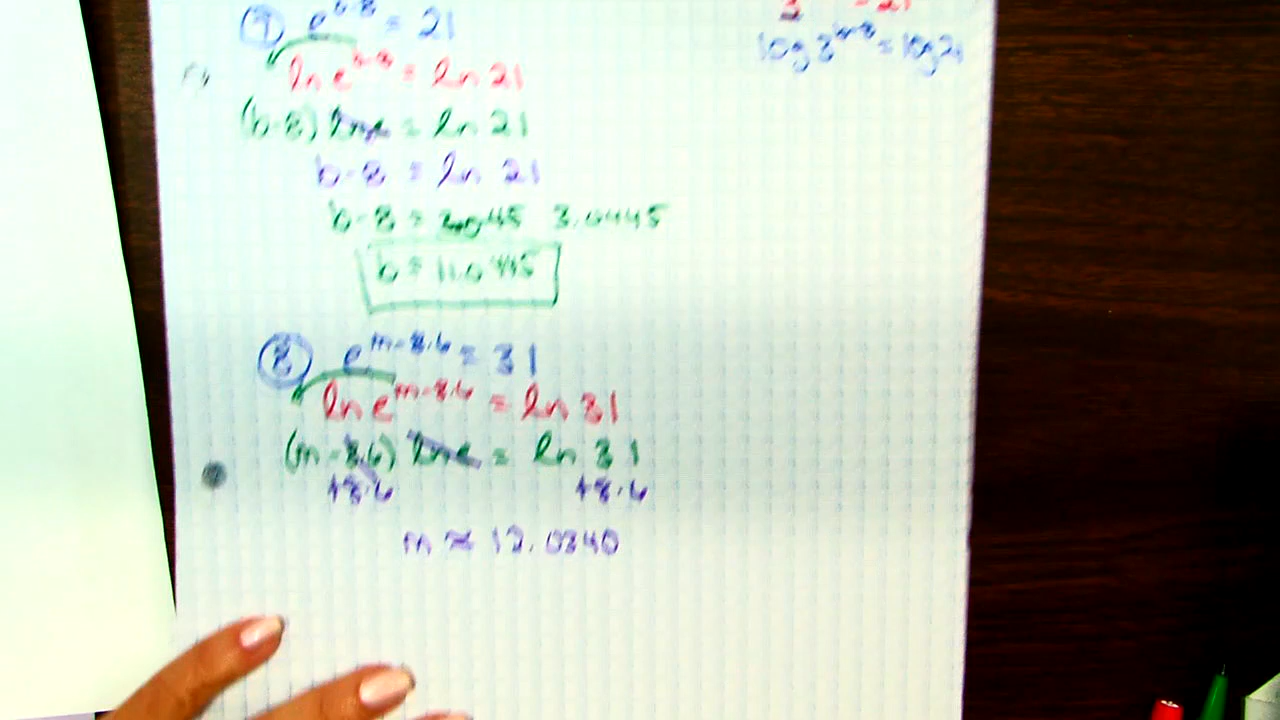 7 e^b-8 = 21
ln e^b-8 = ln 21
(b-8) ln e = ln 21
b-8 = ln 21
b-8 = 3.0445
b = 11.0445
8 e^m-8.6 = 31
ln e^m-8.6 = ln 31
(m-8.6) ln e = ln 31
+8.6 +8.6
m ≈ 12.0340
= 21
log 3 = log 21